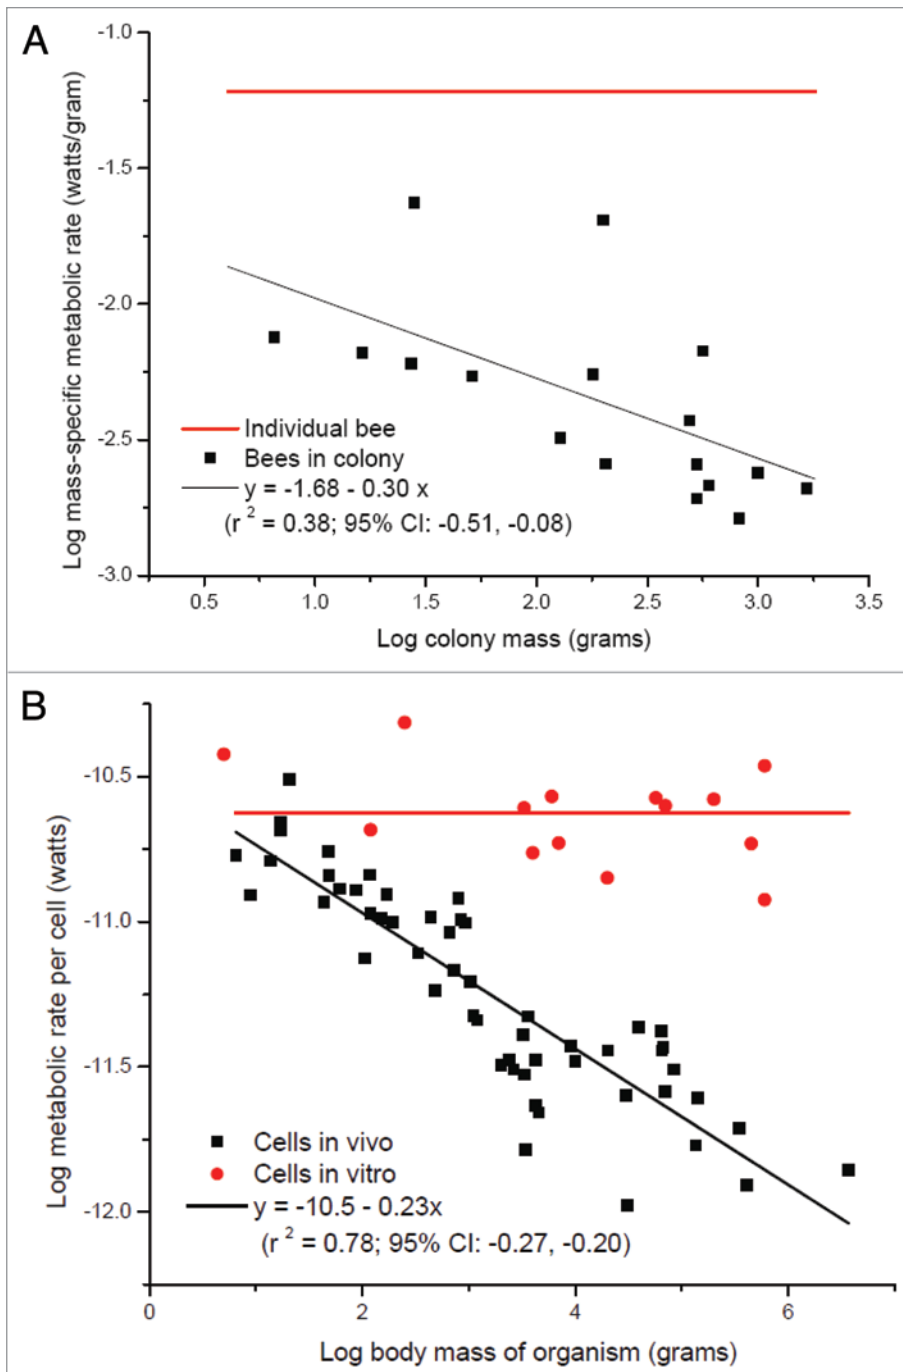 A
Log mass-specific metabolic rate (watts/gram)
-1.0
-1.5
-2.0
-2.5
-3.0
Individual bee
Bees in colony
y = -1.68 - 0.30 x
(r 2 = 0.38; 95% CI: -0.51, -0.08)
0.5 1.0 1.5 2.0 2.5 3.0 3.5
Log colony mass (grams)
B
Log metabolic rate per cell (watts)
-10.5
-11.0
-11.5
-12.0
Cells in vivo
Cells in vitro
y = -10.5 - 0.23x
(r 2 = 0.78; 95% CI: -0.27, -0.20)
0 2 4 6
Log body mass of organism (grams)